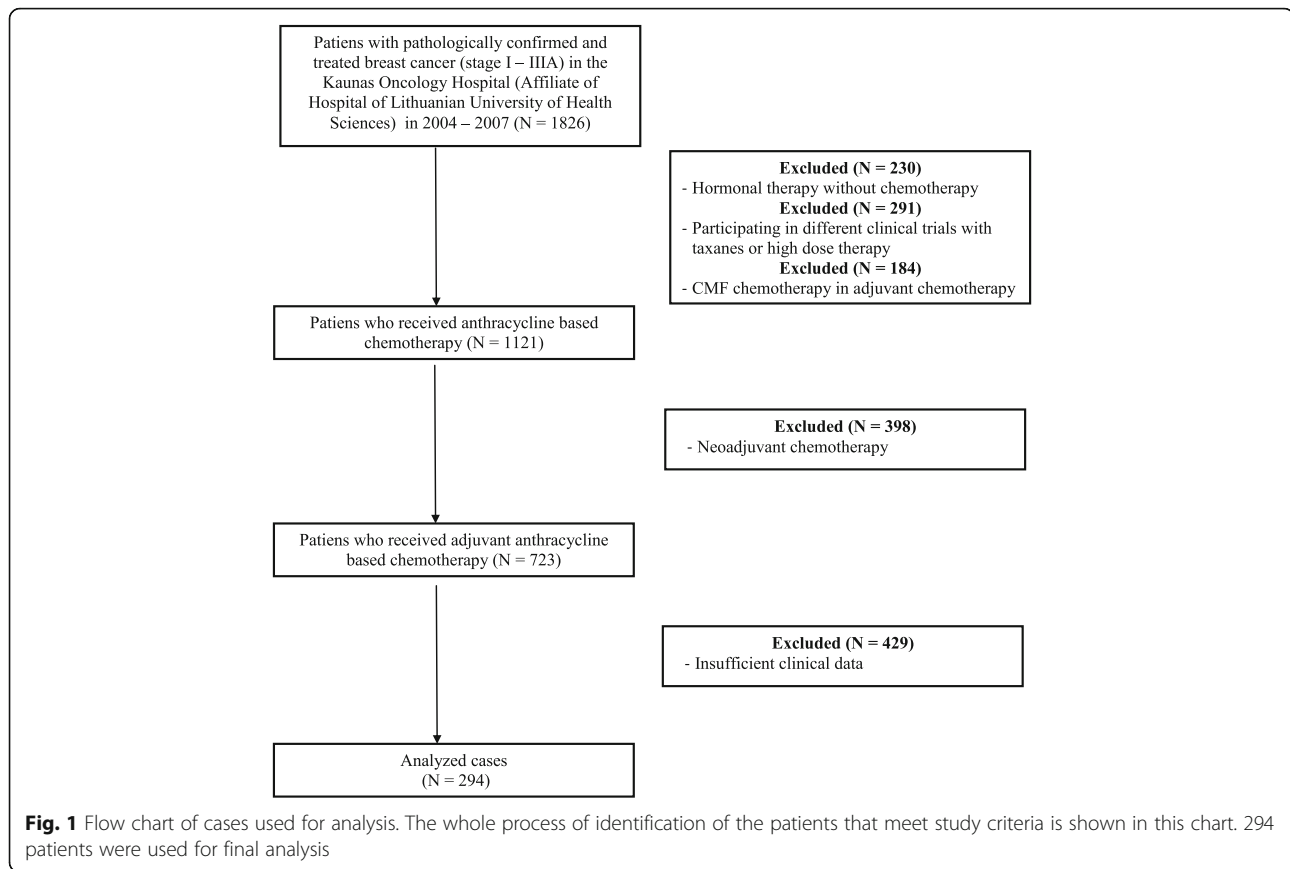 Patiens with pathologically confirmed and
treated breast cancer (stage I – IIIA) in the
Kaunas Oncology Hospital (Affiliate of
Hospital of Lithuanian University of Health
Sciences) in 2004 – 2007 (N = 1826)
Excluded (N = 230)
- Hormonal therapy without chemotherapy
Excluded (N = 291)
- Participating in different clinical trials with
taxanes or high dose therapy
Excluded (N = 184)
- CMF chemotherapy in adjuvant chemotherapy
Patiens who received anthracycline based
chemotherapy (N = 1121)
Excluded (N = 398)
- Neoadjuvant chemotherapy
Patiens who received adjuvant anthracycline
based chemotherapy (N = 723)
Excluded (N = 429)
- Insufficient clinical data
Analyzed cases
(N = 294)
Fig. 1 Flow chart of cases used for analysis. The whole process of identification of the patients that meet study criteria is shown in this chart. 294
patients were used for final analysis